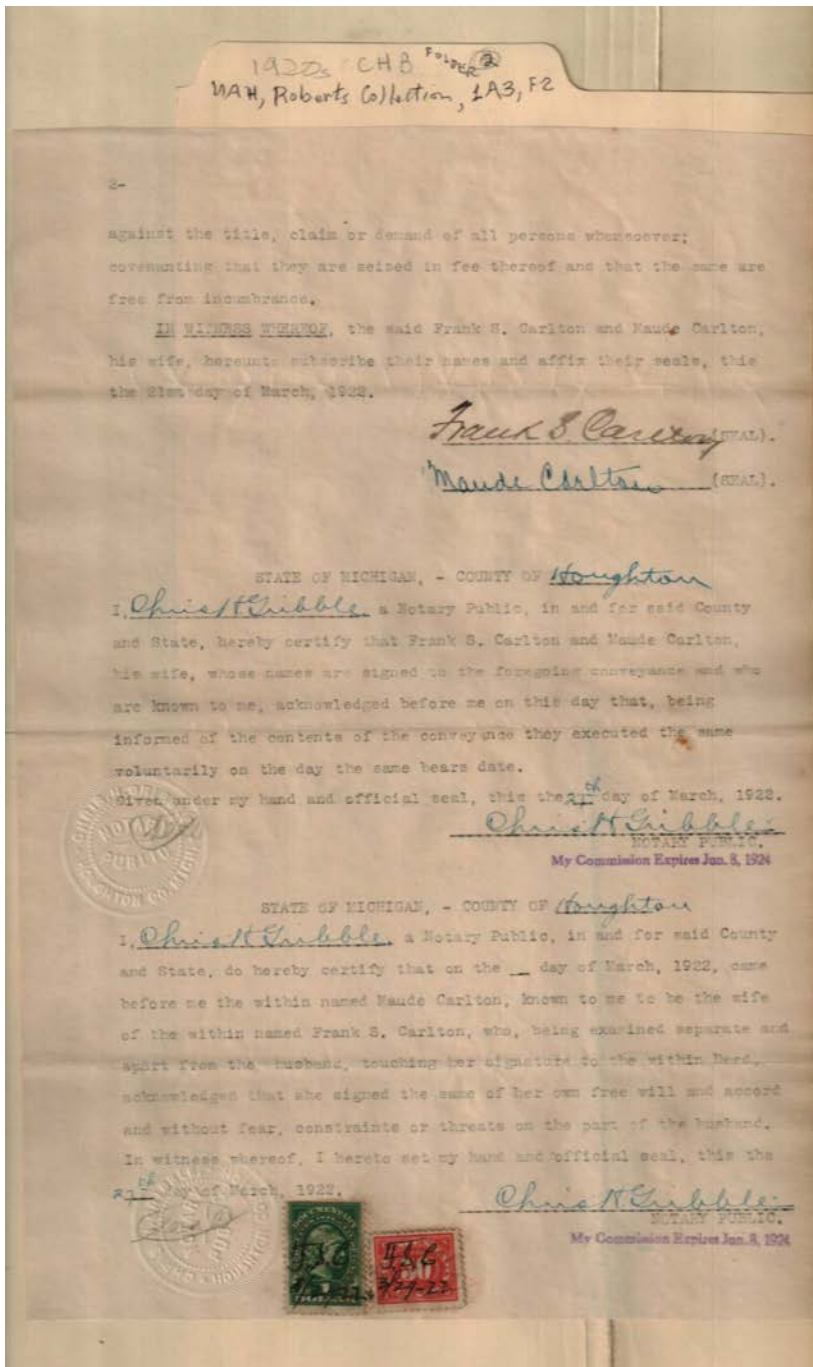 1920s CHB FOLDER 2
UAH, Roberts Collection, 1A3, F2
2-
against the title, claim or demand of all persons whomsoever;
covenanting that they are seized in fee thereof and that the same are
free from incumbrance.
IN WITNESS WHEREOF, the said Frank S. Carlton and Maude Carlton,
his wife, hereunto subscribe their names and affix their seals, this
the 21st day of March, 1922.
Frank S. Carlton (SEAL).
Maude Carlton (SEAL).
STATE OF MICHIGAN, - COUNTY OF Houghton
I, Chris H Gribble, a Notary Public, in and for said County
and State, hereby certify that Frank S. Carlton and Maude Carlton,
his wife, whose names are signed to the foregoing conveyance and who
are known to me, acknowledged before me on this day that, being
informed of the contents of the conveyance they executed the same
voluntarily on the day the same bears date.
Given under my hand and official seal, this the 27th day of March, 1922.
Chris H Gribble
NOTARY PUBLIC.
My Commission Expires Jan. 8, 1924
NOTARY
PUBLIC
STATE OF MICHIGAN, - COUNTY OF Houghton
I, Chris H Gribble, a Notary Public, in and for said County
and State, do hereby certify that on the __ day of March, 1922, came
before me the within named Maude Carlton, known to me to be the wife
of the within named Frank S. Carlton, who, being examined separate and
apart from the husband, touching her signature to the within Deed,
acknowledged that she signed the same of her own free will and accord
and without fear, constraints or threats on the part of the husband.
In witness whereof, I hereto set my hand and official seal, this the
27th day of March, 1922.
Chris H Gribble
NOTARY PUBLIC.
My Commission Expires Jan. 8, 1924
DOCUMENTARY
3/27-22